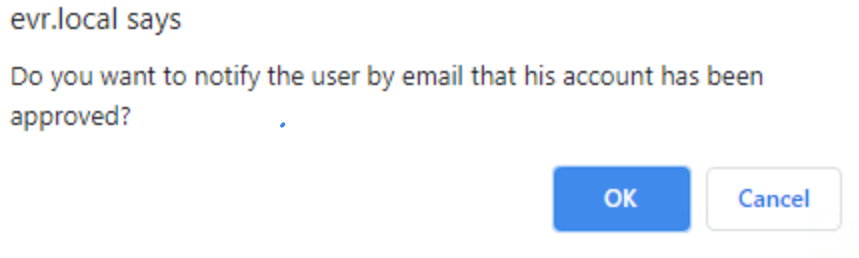 evr.local says
Do you want to notify the user by email that his account has been
approved?
OK
Cancel